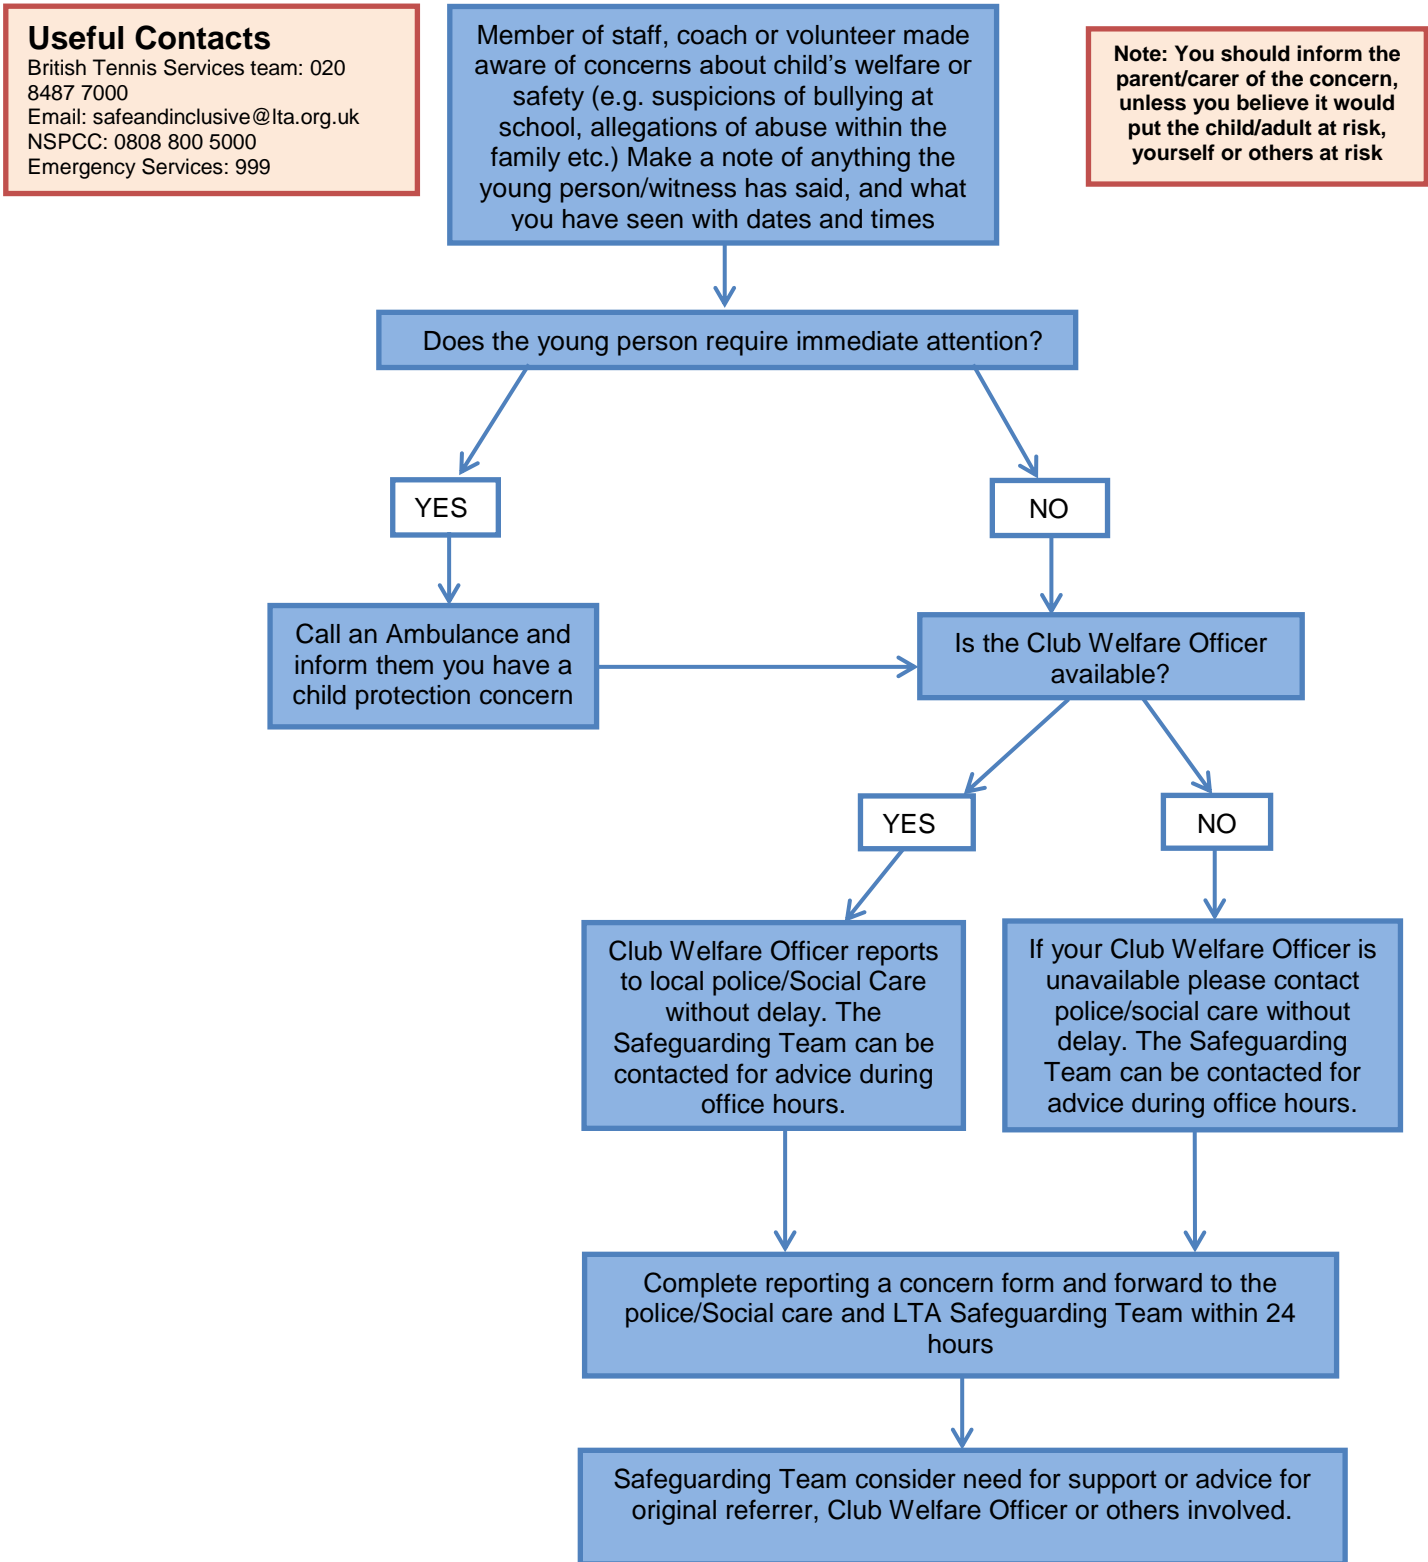 Useful Contacts
British Tennis Services team: 020
8487 7000
Email: safeandinclusive@lta.org.uk
NSPCC: 0808 800 5000
Emergency Services: 999
Member of staff, coach or volunteer made
aware of concerns about child's welfare or
safety (e.g. suspicions of bullying at
school, allegations of abuse within the
family etc.) Make a note of anything the
young person/witness has said, and what
you have seen with dates and times
Note: You should inform the
parent/carer of the concern,
unless you believe it would
put the child/adult at risk,
yourself or others at risk
Does the young person require immediate attention?
YES
NO
Call an Ambulance and
inform them you have a
child protection concern
Is the Club Welfare Officer
available?
YES
NO
Club Welfare Officer reports
to local police/Social Care
without delay. The
Safeguarding Team can be
contacted for advice during
office hours.
If your Club Welfare Officer is
unavailable please contact
police/social care without
delay. The Safeguarding
Team can be contacted for
advice during office hours.
Complete reporting a concern form and forward to the
police/Social care and LTA Safeguarding Team within 24
hours
Safeguarding Team consider need for support or advice for
original referrer, Club Welfare Officer or others involved.